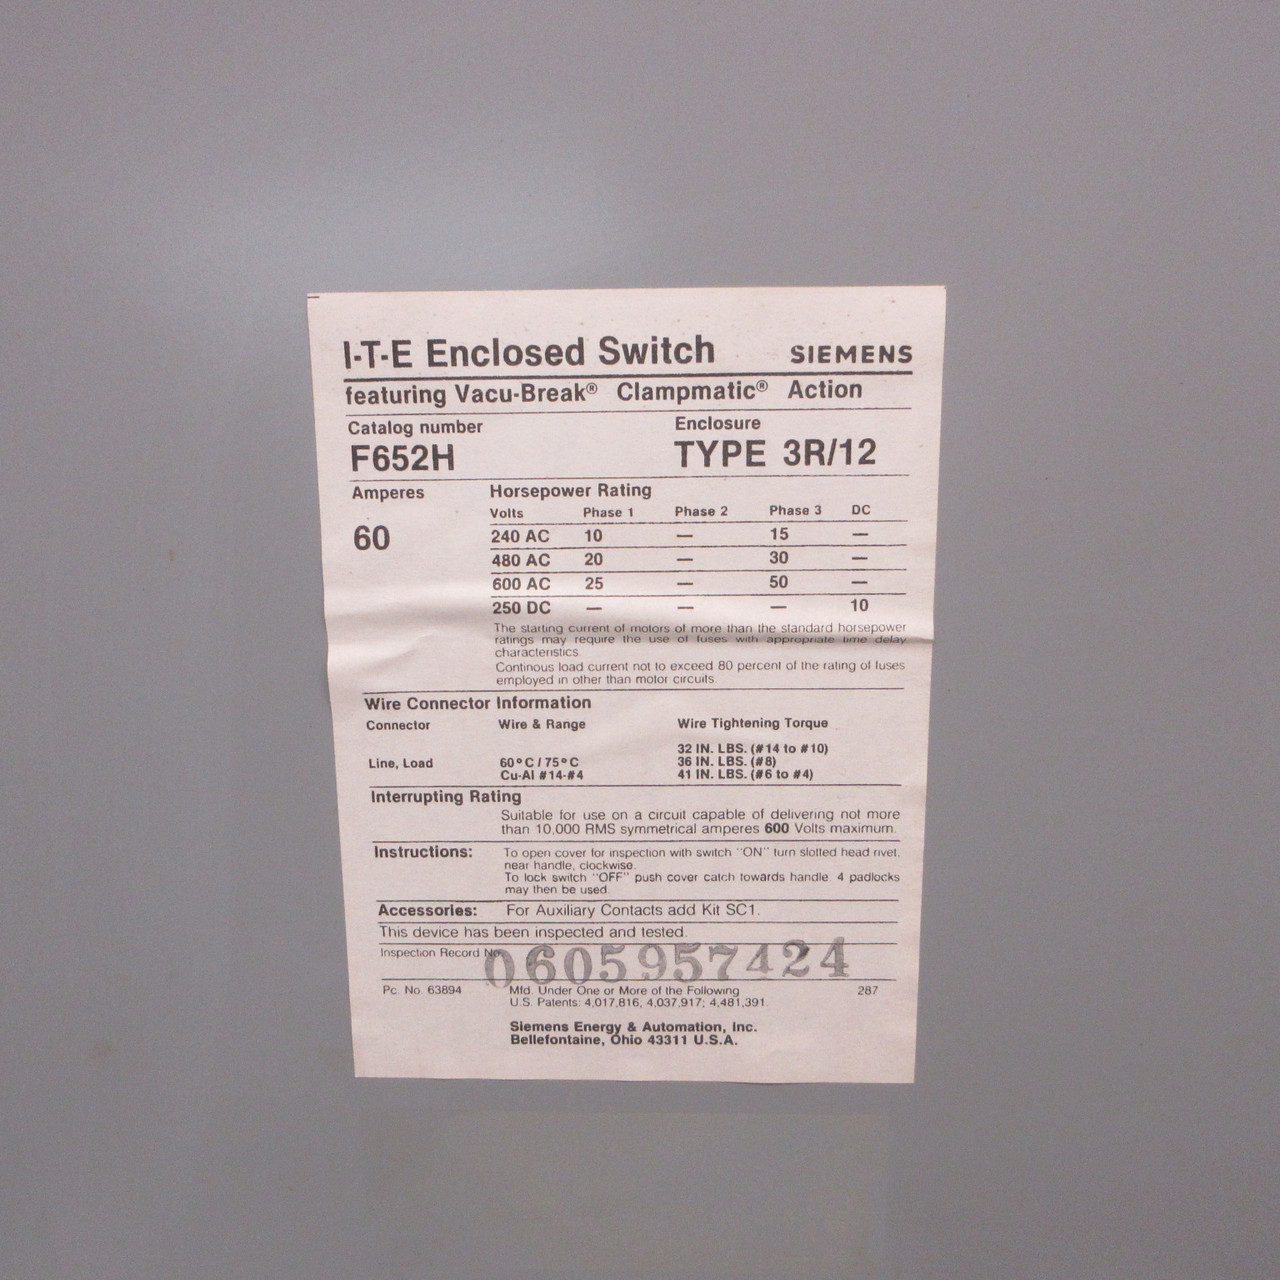 I-T-E Enclosed Switch SIEMENS
featuring Vacu-Break® Clampmatic® Action
Catalog number Enclosure
F652H TYPE 3R/12
Amperes Horsepower Rating
Volts Phase 1 Phase 2 Phase 3 DC
60
240 AC 10 — 15 —
480 AC 20 — 30 —
600 AC 25 — 50 —
250 DC — — — 10
The starting current of motors of more than the standard horsepower
ratings may require the use of fuses with appropriate time delay
characteristics.
Continous load current not to exceed 80 percent of the rating of fuses
employed in other than motor circuits.
Wire Connector Information
Connector Wire & Range Wire Tightening Torque
32 IN. LBS. (#14 to #10)
Line, Load 60°C / 75°C 36 IN. LBS. (#8)
Cu-Al #14-#4 41 IN. LBS. (#6 to #4)
Interrupting Rating
Suitable for use on a circuit capable of delivering not more
than 10,000 RMS symmetrical amperes 600 Volts maximum.
Instructions: To open cover for inspection with switch "ON" turn slotted head rivet,
near handle, clockwise.
To lock switch "OFF" push cover catch towards handle. 4 padlocks
may then be used.
Accessories: For Auxiliary Contacts add Kit SC1.
This device has been inspected and tested.
Inspection Record No. 0605957424
Pc. No. 63894 Mfd. Under One or More of the Following 287
U.S. Patents: 4,017,816, 4,037,917; 4,481,391.
Siemens Energy & Automation, Inc.
Bellefontaine, Ohio 43311 U.S.A.